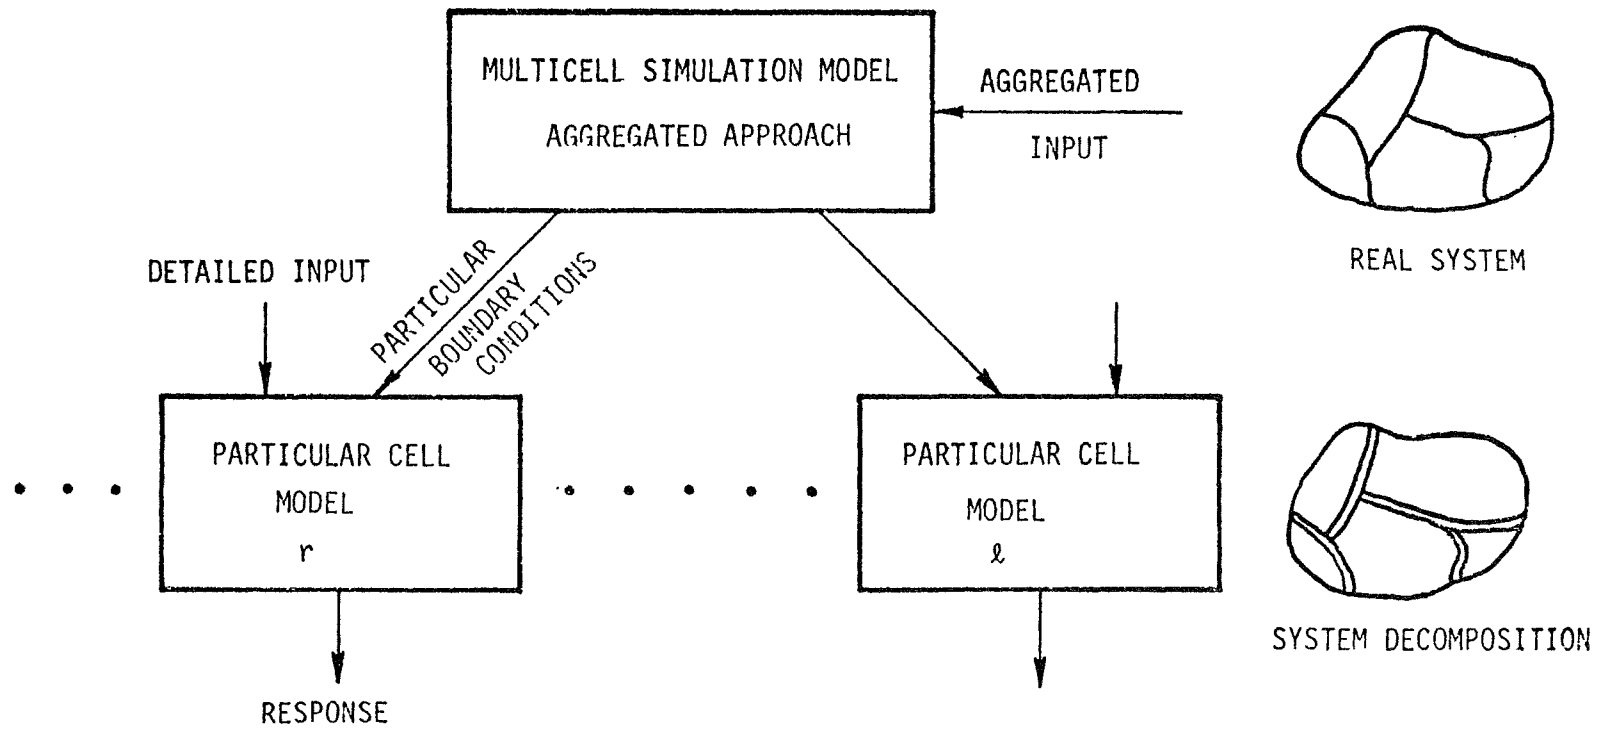 MULTICELL SIMULATION MODEL
AGGREGATED APPROACH
AGGREGATED
INPUT
REAL SYSTEM
DETAILED INPUT
PARTICULAR
BOUNDARY
CONDITIONS
PARTICULAR CELL
MODEL
r
PARTICULAR CELL
MODEL
ℓ
SYSTEM DECOMPOSITION
RESPONSE